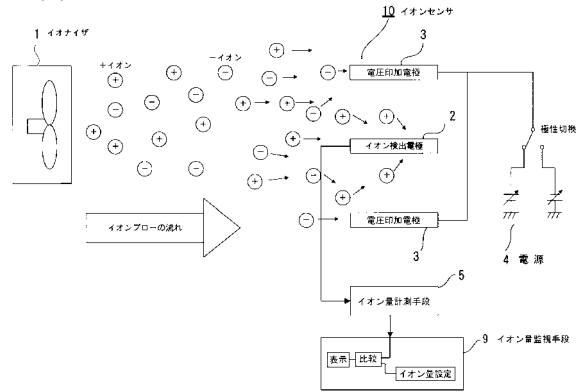 10 イオンセンサ
1 イオナイザ
3
+イオン
−イオン
電圧印加電極
2
極性切換
イオン検出電極
イオンブローの流れ
電圧印加電極
3
4 電源
5
イオン量計測手段
9 イオン量監視手段
表示
比較
イオン量設定